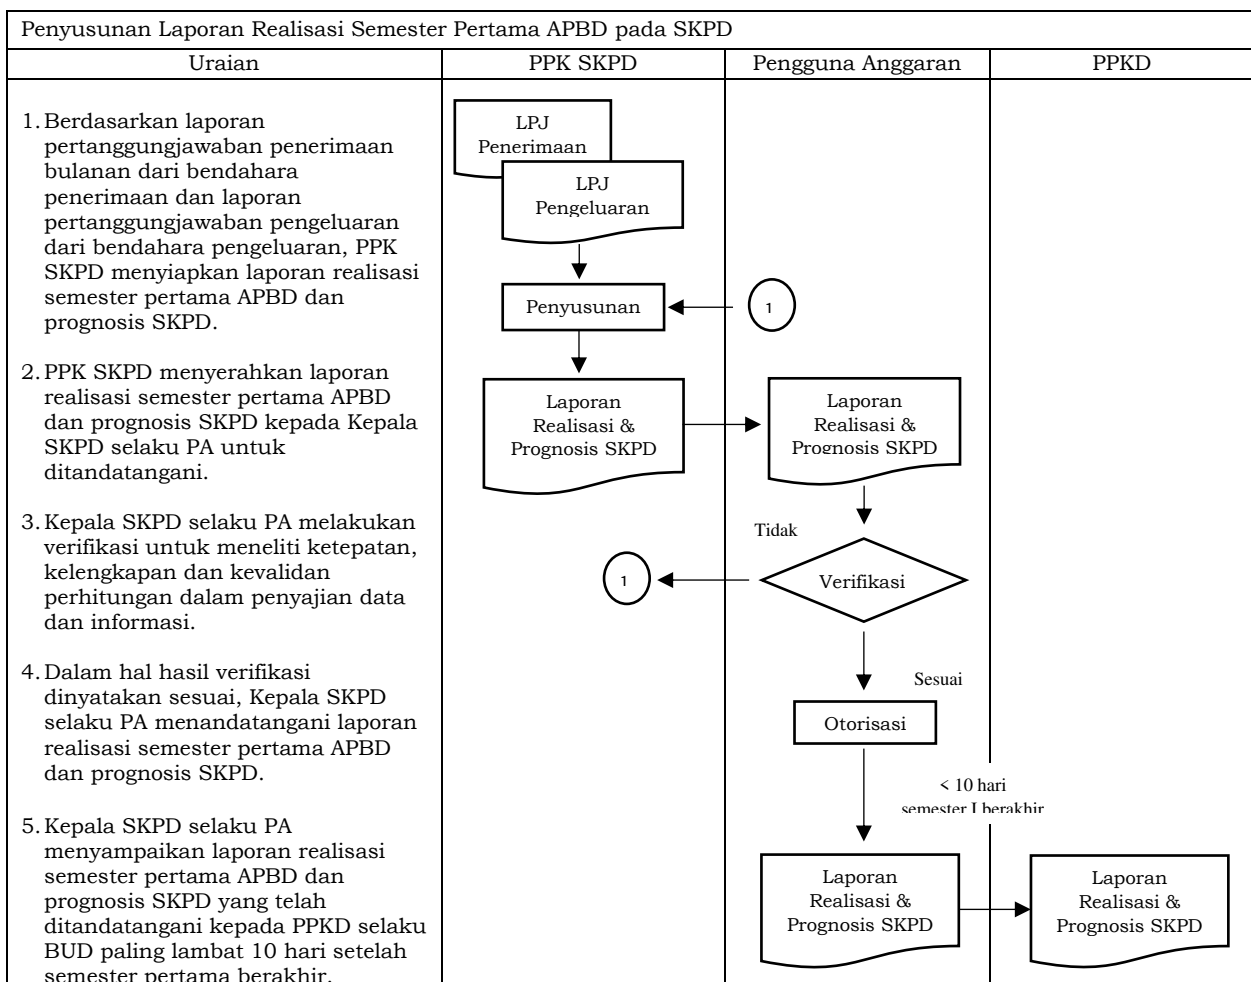 Penyusunan Laporan Realisasi Semester Pertama APBD pada SKPD
Uraian
PPK SKPD
Pengguna Anggaran
PPKD
1. Berdasarkan laporan
pertanggungjawaban penerimaan
bulanan dari bendahara
penerimaan dan laporan
pertanggungjawaban pengeluaran
dari bendahara pengeluaran, PPK
SKPD menyiapkan laporan realisasi
semester pertama APBD dan
prognosis SKPD.
2. PPK SKPD menyerahkan laporan
realisasi semester pertama APBD
dan prognosis SKPD kepada Kepala
SKPD selaku PA untuk
ditandatangani.
3. Kepala SKPD selaku PA melakukan
verifikasi untuk meneliti ketepatan,
kelengkapan dan kevalidan
perhitungan dalam penyajian data
dan informasi.
4. Dalam hal hasil verifikasi
dinyatakan sesuai, Kepala SKPD
selaku PA menandatangani laporan
realisasi semester pertama APBD
dan prognosis SKPD.
5. Kepala SKPD selaku PA
menyampaikan laporan realisasi
semester pertama APBD dan
prognosis SKPD yang telah
ditandatangani kepada PPKD selaku
BUD paling lambat 10 hari setelah
semester pertama berakhir.
LPJ
Penerimaan
LPJ
Pengeluaran
Penyusunan
1
Laporan
Realisasi &
Prognosis SKPD
Laporan
Realisasi &
Prognosis SKPD
Tidak
1
Verifikasi
Sesuai
Otorisasi
< 10 hari
semester I berakhir
Laporan
Realisasi &
Prognosis SKPD
Laporan
Realisasi &
Prognosis SKPD